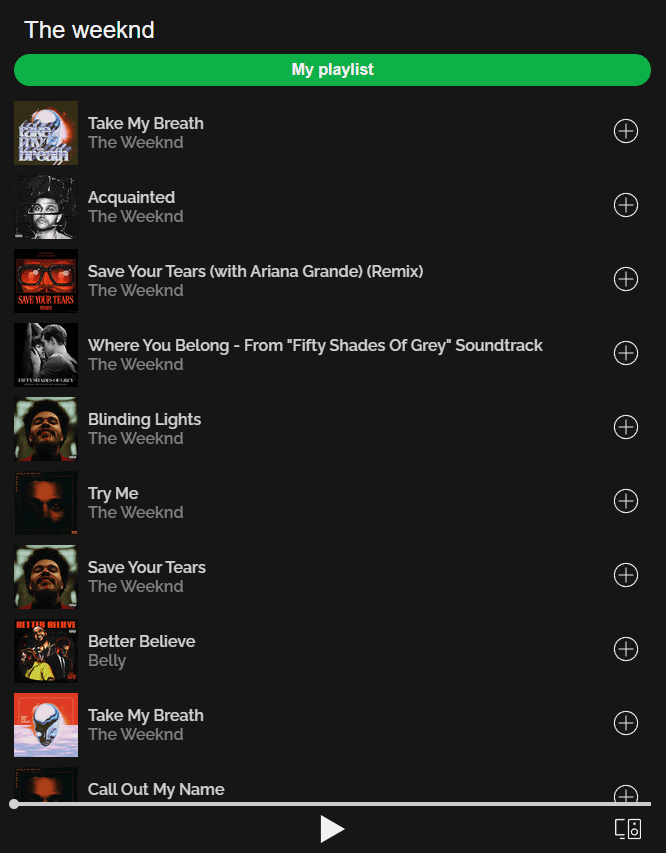 The weeknd
My playlist
take
my
breath
Take My Breath
The Weeknd
Acquainted
The Weeknd
SAVE YOUR TEARS
REMIX
Save Your Tears (with Ariana Grande) (Remix)
The Weeknd
FIFTY SHADES OF GREY
Where You Belong - From "Fifty Shades Of Grey" Soundtrack
The Weeknd
Blinding Lights
The Weeknd
Try Me
The Weeknd
Save Your Tears
The Weeknd
BETTER BELIEVE
Better Believe
Belly
Take My Breath
The Weeknd
Call Out My Name